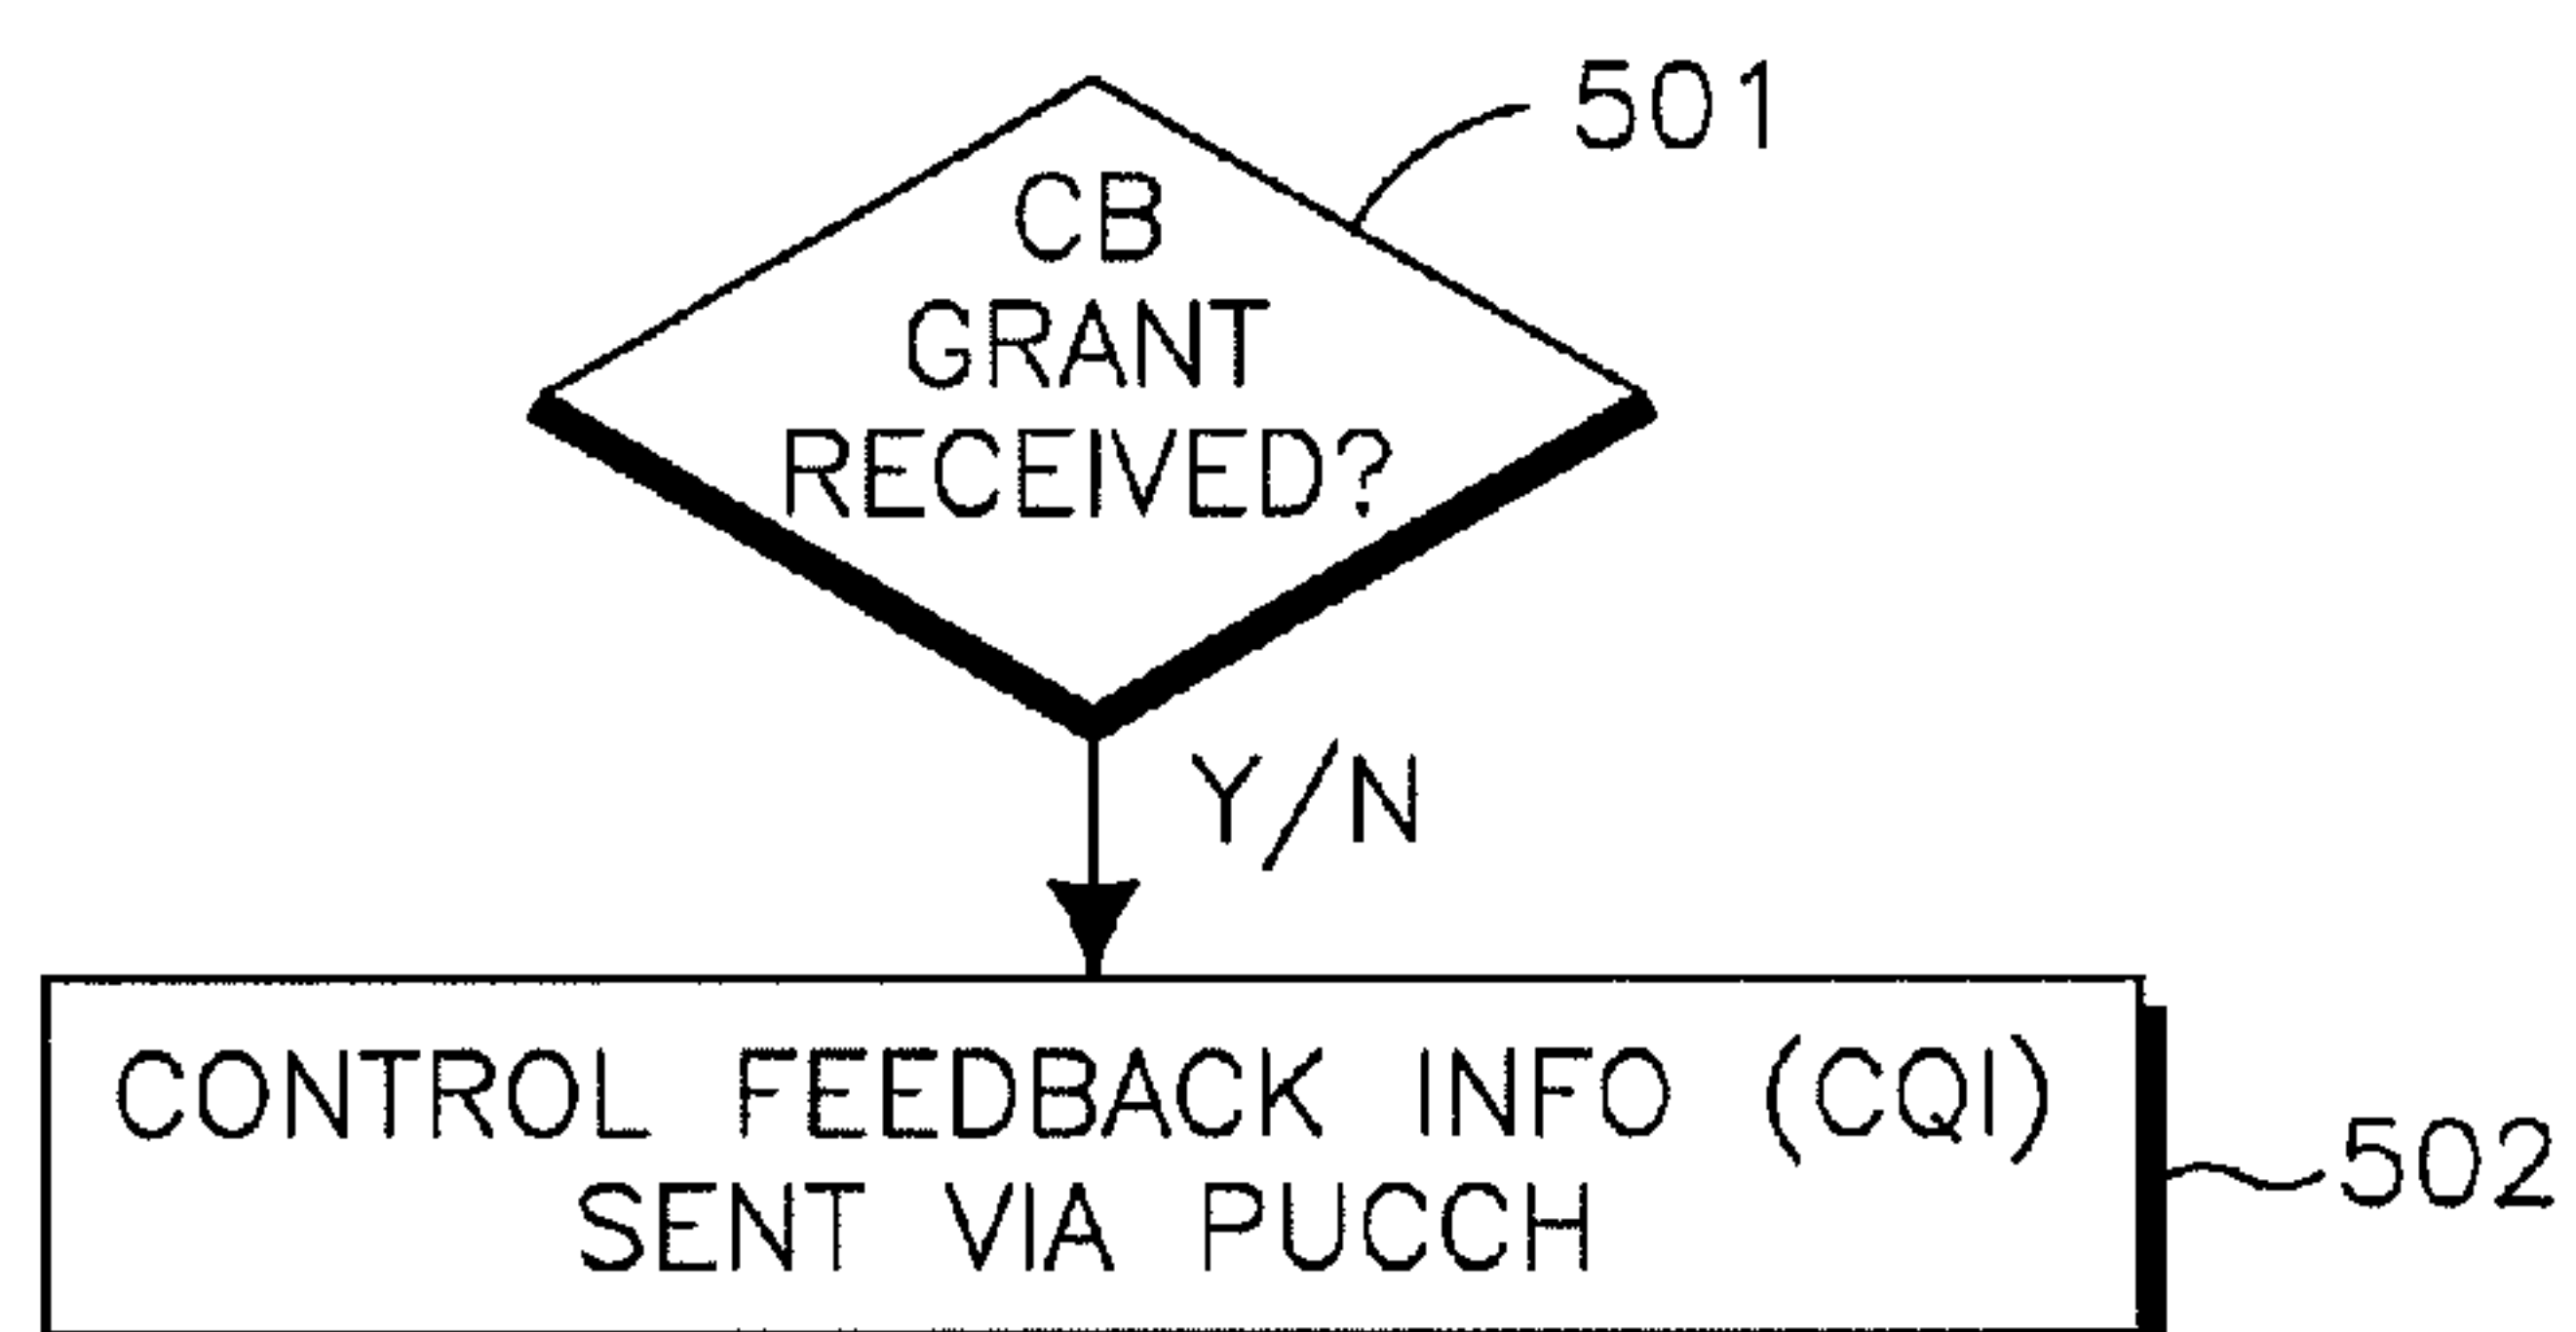 501
CB
GRANT
RECEIVED?
Y/N
CONTROL FEEDBACK INFO (CQI)
SENT VIA PUCCH
502